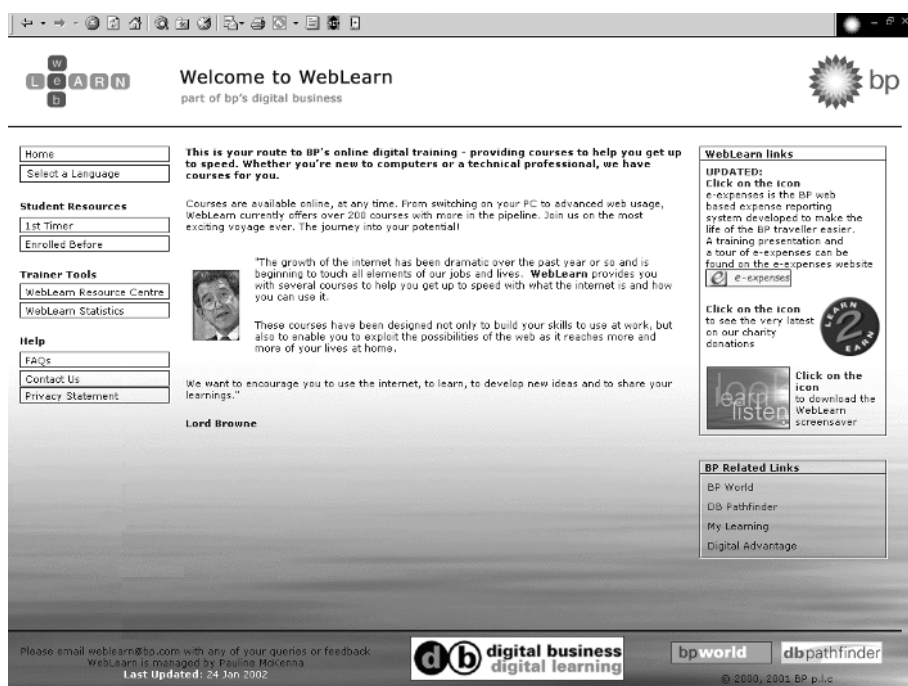 w
LeARN
b
Welcome to WebLearn
part of bp's digital business
bp
Home
Select a Language
Student Resources
1st Timer
Enrolled Before
Trainer Tools
WebLearn Resource Centre
WebLearn Statistics
Help
FAQs
Contact Us
Privacy Statement
This is your route to BP's online digital training - providing courses to help you get up
to speed. Whether you're new to computers or a technical professional, we have
courses for you.
Courses are available online, at any time. From switching on your PC to advanced web usage,
WebLearn currently offers over 200 courses with more in the pipeline. Join us on the most
exciting voyage ever. The journey into your potential!
"The growth of the internet has been dramatic over the past year or so and is
beginning to touch all elements of our jobs and lives. WebLearn provides you
with several courses to help you get up to speed with what the internet is and how
you can use it.
These courses have been designed not only to build your skills to use at work, but
also to enable you to exploit the possibilities of the web as it reaches more and
more of your lives at home.
We want to encourage you to use the internet, to learn, to develop new ideas and to share your
learnings."
Lord Browne
WebLearn links
UPDATED:
Click on the icon
e-expenses is the BP web
based expense reporting
system developed to make the
life of the BP traveller easier.
A training presentation and
a tour of e-expenses can be
found on the e-expenses website
e e-expenses
Click on the icon
to see the very latest
on our charity
donations
LEARN
2
EARN
look
learn
listen
Click on the
icon
to download the
WebLearn
screensaver
BP Related Links
BP World
DB Pathfinder
My Learning
Digital Advantage
Please email weblearn@bp.com with any of your queries or feedback
WebLearn is managed by Pauline McKenna
Last Updated: 24 Jan 2002
db digital business
digital learning
bpworld
dbpathfinder
© 2000, 2001 BP p.l.c